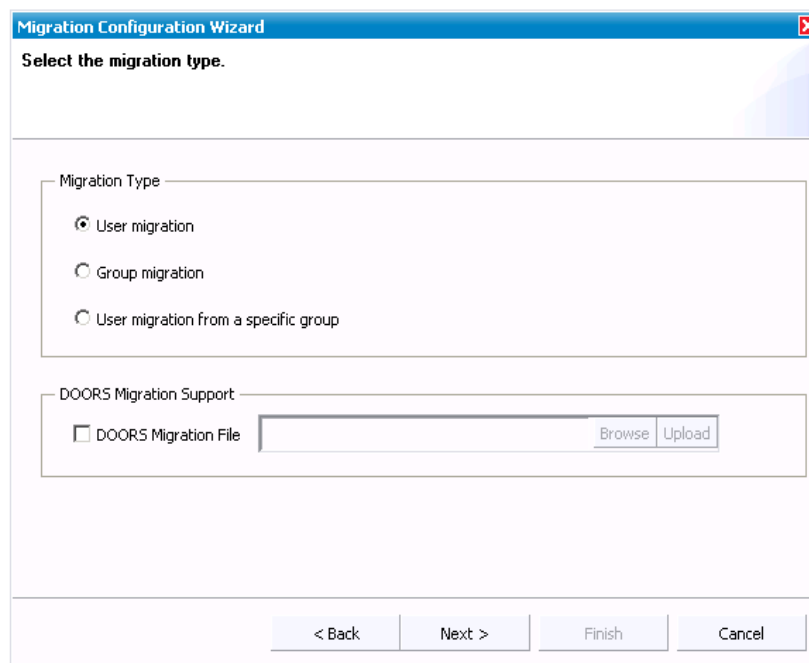 Migration Configuration Wizard
Select the migration type.
Migration Type
User migration
Group migration
User migration from a specific group
DOORS Migration Support
DOORS Migration File
Browse
Upload
< Back
Next >
Finish
Cancel